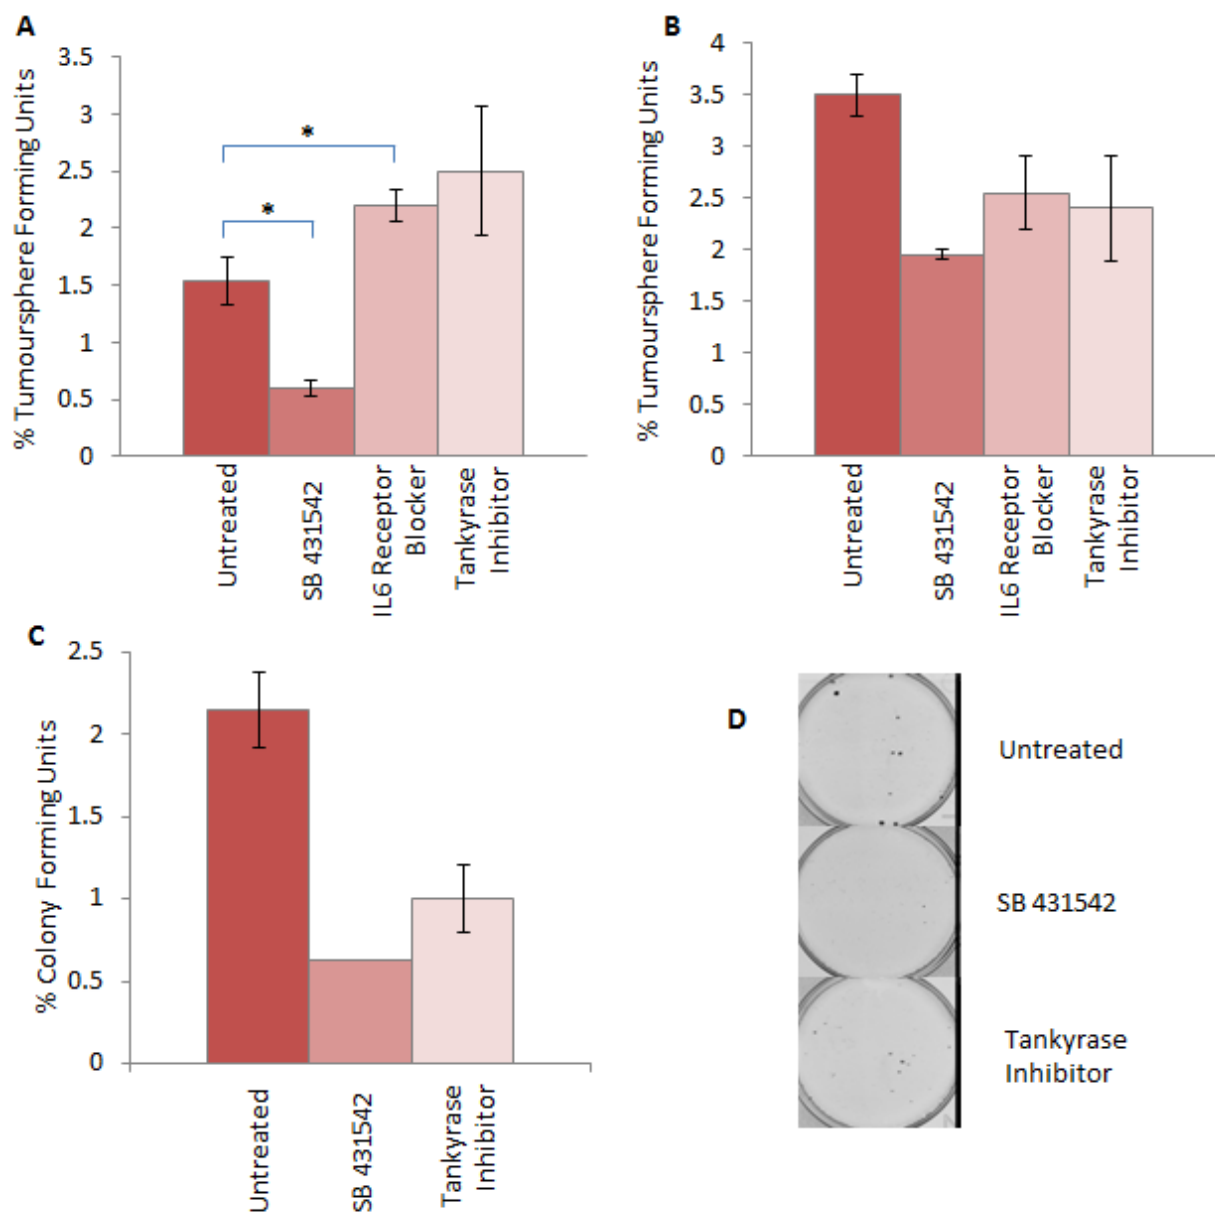 A
% Tumoursphere Forming Units
3.5
3
2.5
2
1.5
1
0.5
0
*
*
Untreated
SB 431542
IL6 Receptor
Blocker
Tankyrase
Inhibitor
B
% Tumoursphere Forming Units
4
3.5
3
2.5
2
1.5
1
0.5
0
Untreated
SB 431542
IL6 Receptor
Blocker
Tankyrase
Inhibitor
C
% Colony Forming Units
2.5
2
1.5
1
0.5
0
Untreated
SB 431542
Tankyrase
Inhibitor
D
Untreated
SB 431542
Tankyrase
Inhibitor